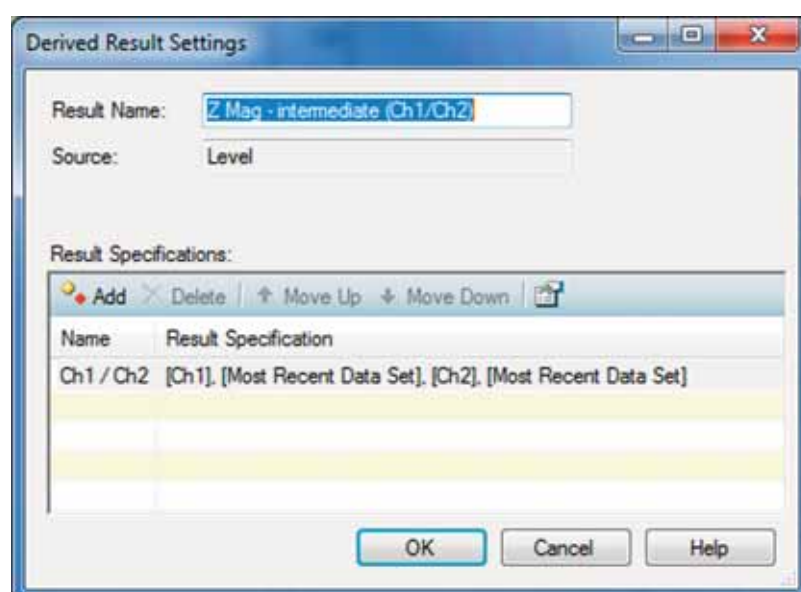 Derived Result Settings
Result Name: Z Mag - intermediate (Ch1/Ch2)
Source: Level
Result Specifications:
Add Delete Move Up Move Down
Name Result Specification
Ch1 / Ch2 [Ch1], [Most Recent Data Set], [Ch2], [Most Recent Data Set]
OK Cancel Help